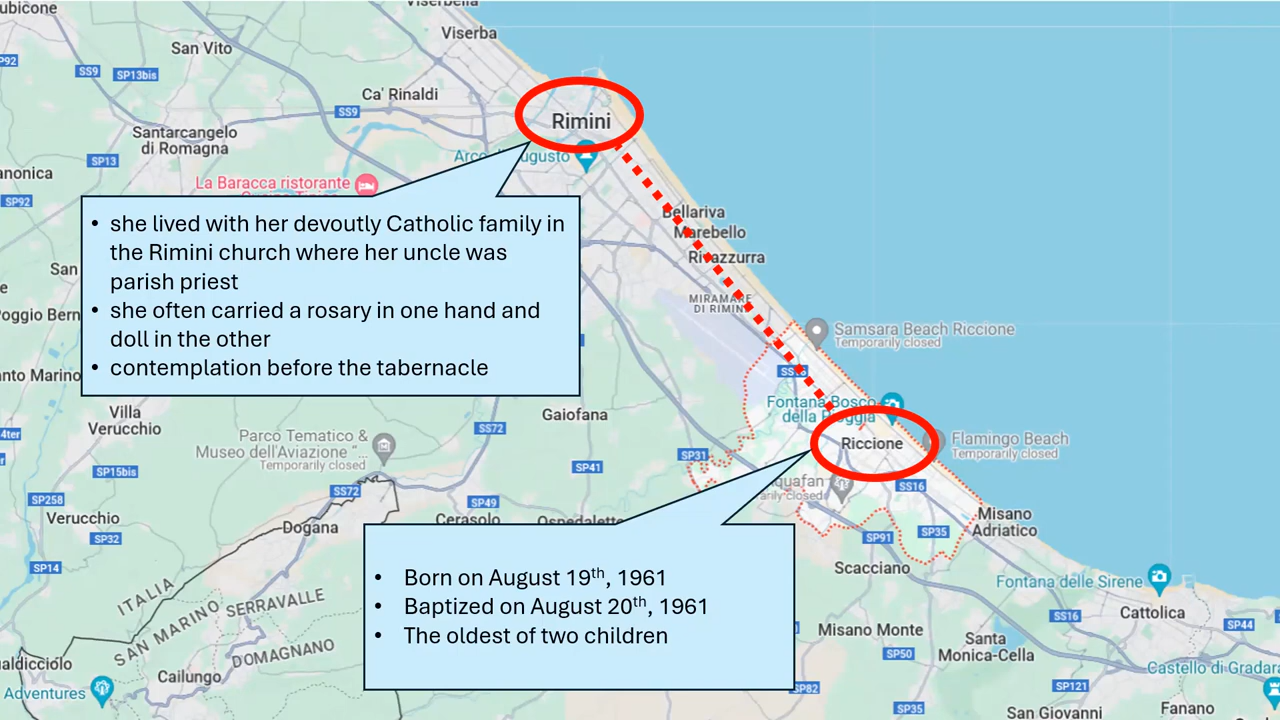 Viserbella
ubicone
Viserba
San Vito
SP92
SS9
SP13bis
Ca' Rinaldi
SS9
Rimini
Santarcangelo
di Romagna
SP13
Arco d'Augusto
anonica
La Baracca ristorante
SP92
Bellariva
Marebello
Rivazzurra
• she lived with her devoutly Catholic family in
the Rimini church where her uncle was
parish priest
• she often carried a rosary in one hand and
doll in the other
• contemplation before the tabernacle
San
MIRAMARE
DI RIMINI
oggio Bern
Samsara Beach Riccione
Temporarily closed
nto Marino
Fontana Bosco
della Pioggia
Villa
Verucchio
Gaiofana
4ter
SS72
Parco Tematico &
Museo dell'Aviazione “...
Temporarily closed
Riccione
Flamingo Beach
Temporarily closed
SP31
SP41
SP15bis
quafan
arily closed
SS16
SS72
SP258
SP49
Verucchio
Cerasolo
Ospedaletto
Misano
Adriatico
Dogana
SP32
SP91
SP35
SP14
Scacciano
• Born on August 19th, 1961
• Baptized on August 20th, 1961
• The oldest of two children
Fontana delle Sirene
ITALIA
SAN MARINO
SERRAVALLE
DOMAGNANO
Cattolica
SS16
SP44
Misano Monte
Santa
Monica-Cella
SP50
aldicciolo
Cailungo
Castello di Gradara
Adventures
SP82
SP121
SP35
San Giovanni
Fanano